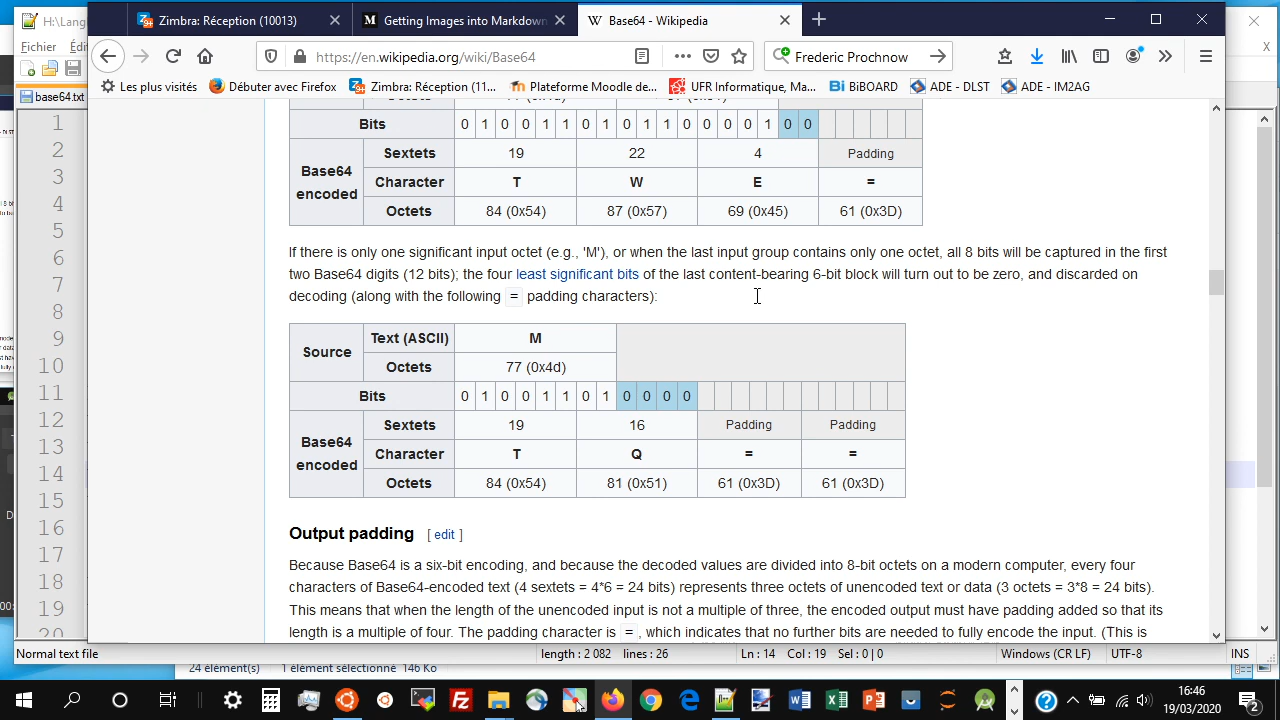 H:\Lang
Zimbra: Réception (10013)
Getting Images into Markdown
Base64 - Wikipedia
Fichier
https://en.wikipedia.org/wiki/Base64
Frederic Prochnow
Les plus visités
Débuter avec Firefox
Zimbra: Réception (11...
Plateforme Moodle de...
UFR Informatique, Ma...
BiBOARD
ADE - DLST
ADE - IM2AG
base64.txt
1
2
3
4
5
6
7
8
9
10
11
12
13
14
15
16
17
18
19
20
Bits 0 1 0 0 1 1 0 1 0 1 1 0 0 0 0 1 0 0
Base64 encoded
Sextets 19 22 4 Padding
Character T W E =
Octets 84 (0x54) 87 (0x57) 69 (0x45) 61 (0x3D)
If there is only one significant input octet (e.g., 'M'), or when the last input group contains only one octet, all 8 bits will be captured in the first
two Base64 digits (12 bits); the four least significant bits of the last content-bearing 6-bit block will turn out to be zero, and discarded on
decoding (along with the following = padding characters):
Source
Text (ASCII) M
Octets 77 (0x4d)
Bits 0 1 0 0 1 1 0 1 0 0 0 0
Base64 encoded
Sextets 19 16 Padding Padding
Character T Q = =
Octets 84 (0x54) 81 (0x51) 61 (0x3D) 61 (0x3D)
Output padding [ edit ]
Because Base64 is a six-bit encoding, and because the decoded values are divided into 8-bit octets on a modern computer, every four
characters of Base64-encoded text (4 sextets = 4*6 = 24 bits) represents three octets of unencoded text or data (3 octets = 3*8 = 24 bits).
This means that when the length of the unencoded input is not a multiple of three, the encoded output must have padding added so that its
length is a multiple of four. The padding character is =, which indicates that no further bits are needed to fully encode the input. (This is
Normal text file
length : 2 082 lines : 26
Ln : 14 Col : 19 Sel : 0 | 0
Windows (CR LF)
UTF-8
INS
24 élément(s)
1 élément sélectionné 146 Ko
16:46
19/03/2020
2